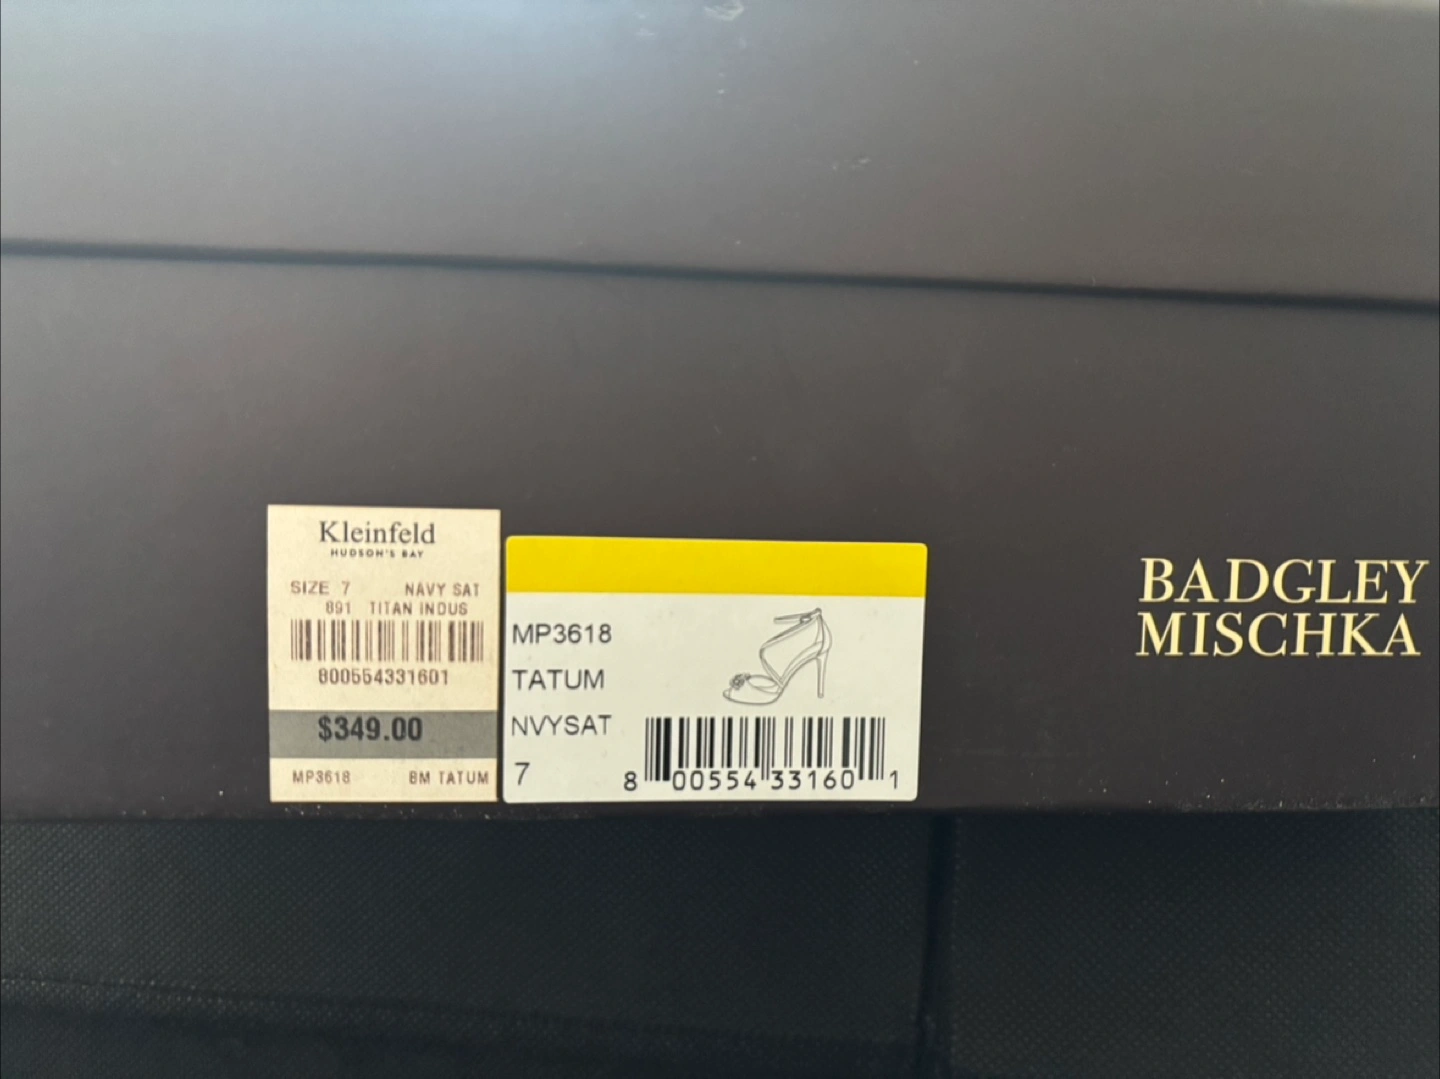 Kleinfeld
HUDSON'S BAY
SIZE 7 NAVY SAT
891 TITAN INDUS
800554331601
$349.00
MP3618 BM TATUM
MP3618
TATUM
NVYSAT
7
8 00554 33160 1
BADGLEY
MISCHKA